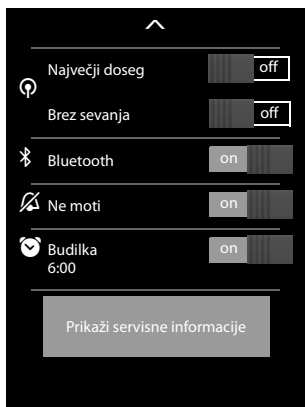 Največji doseg off
Brez sevanja off
Bluetooth on
Ne moti on
Budilka on
6:00
Prikaži servisne informacije